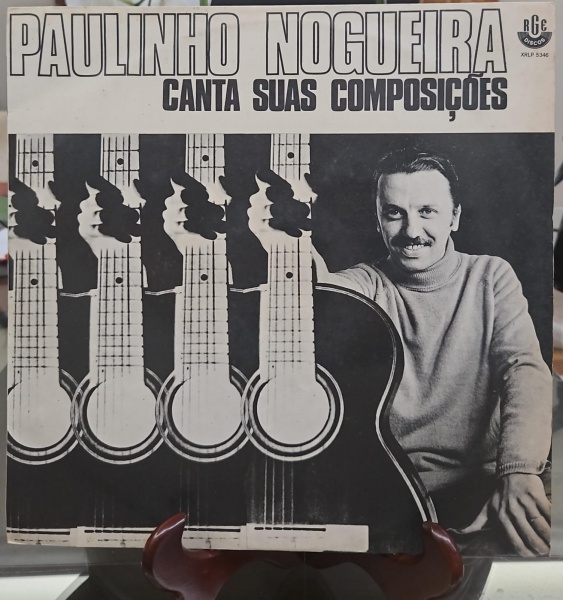 PAULINHO NOGUEIRA
CANTA SUAS COMPOSIÇÕES
RGE
DISCOS
XRLP 5346